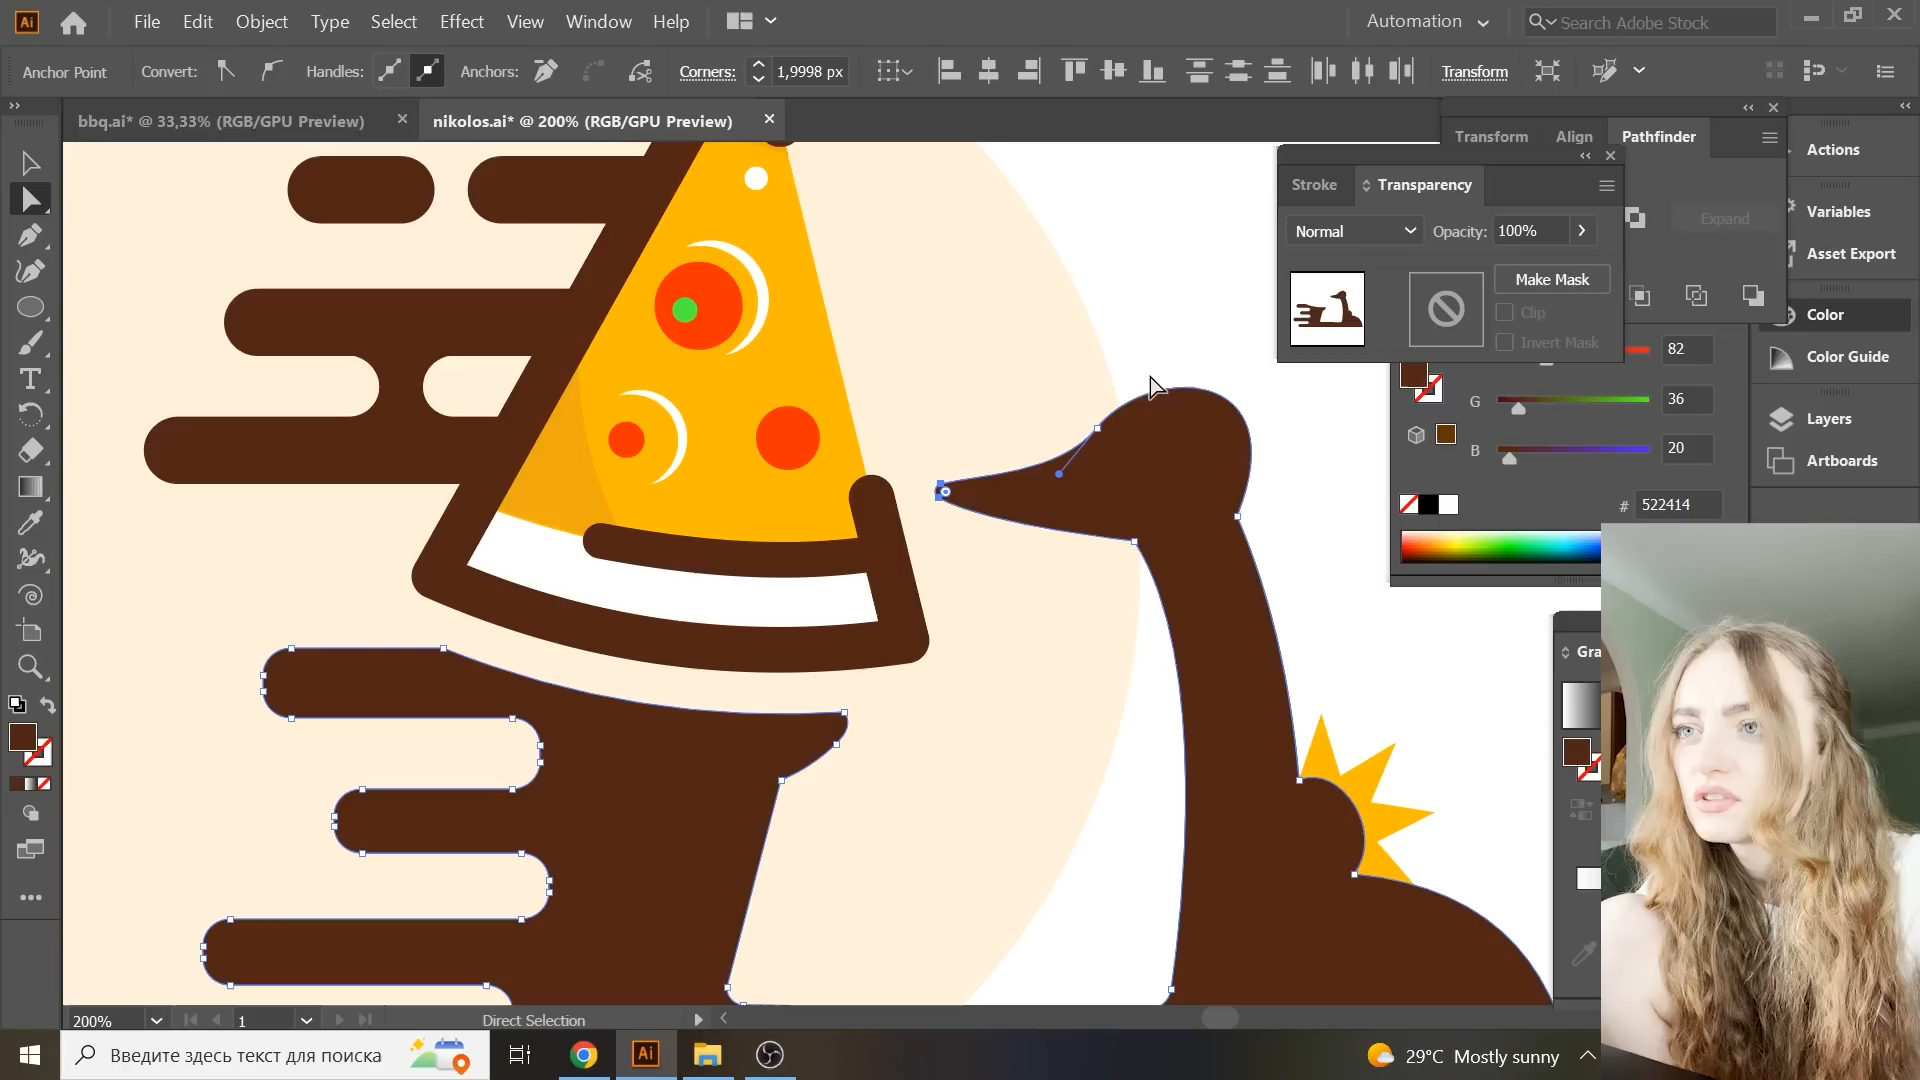 Ai File Edit Object Type Select Effect View Window Help Automation Search Adobe Stock
Anchor Point Convert: Handles: Anchors: Corners: 1,9998 px Transform
bbq.ai* @ 33,33% (RGB/GPU Preview) nikolos.ai* @ 200% (RGB/GPU Preview)
Transform Align Pathfinder
Actions
Stroke Transparency
Variables
Expand
Normal Opacity: 100%
Asset Export
Make Mask
Clip
Color
Invert Mask
82
Color Guide
G 36
Layers
B 20
Artboards
# 522414
Gra
200% 1 Direct Selection
Введите здесь текст для поиска Ai 29°C Mostly sunny